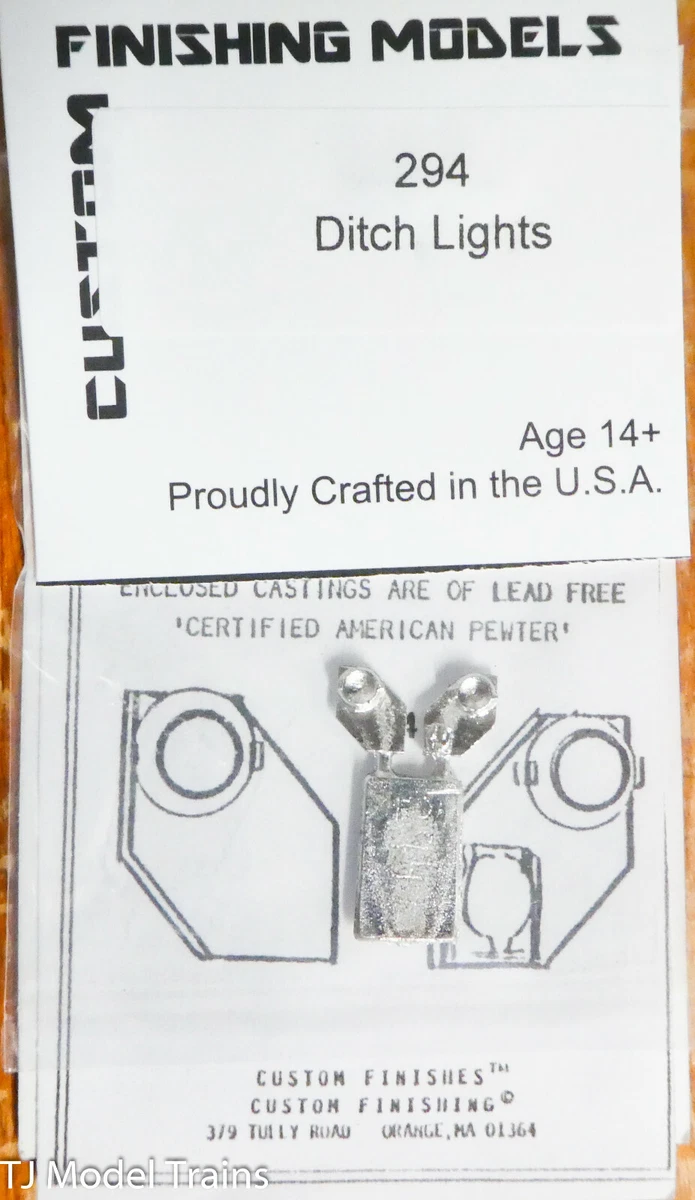 FINISHING MODELS
CUSTOM
294
Ditch Lights
Age 14+
Proudly Crafted in the U.S.A.
ENCLOSED CASTINGS ARE OF LEAD FREE
'CERTIFIED AMERICAN PEWTER'
CUSTOM FINISHES™
CUSTOM FINISHING©
379 TULLY ROAD ORANGE, MA 01364
TJ Model Trains